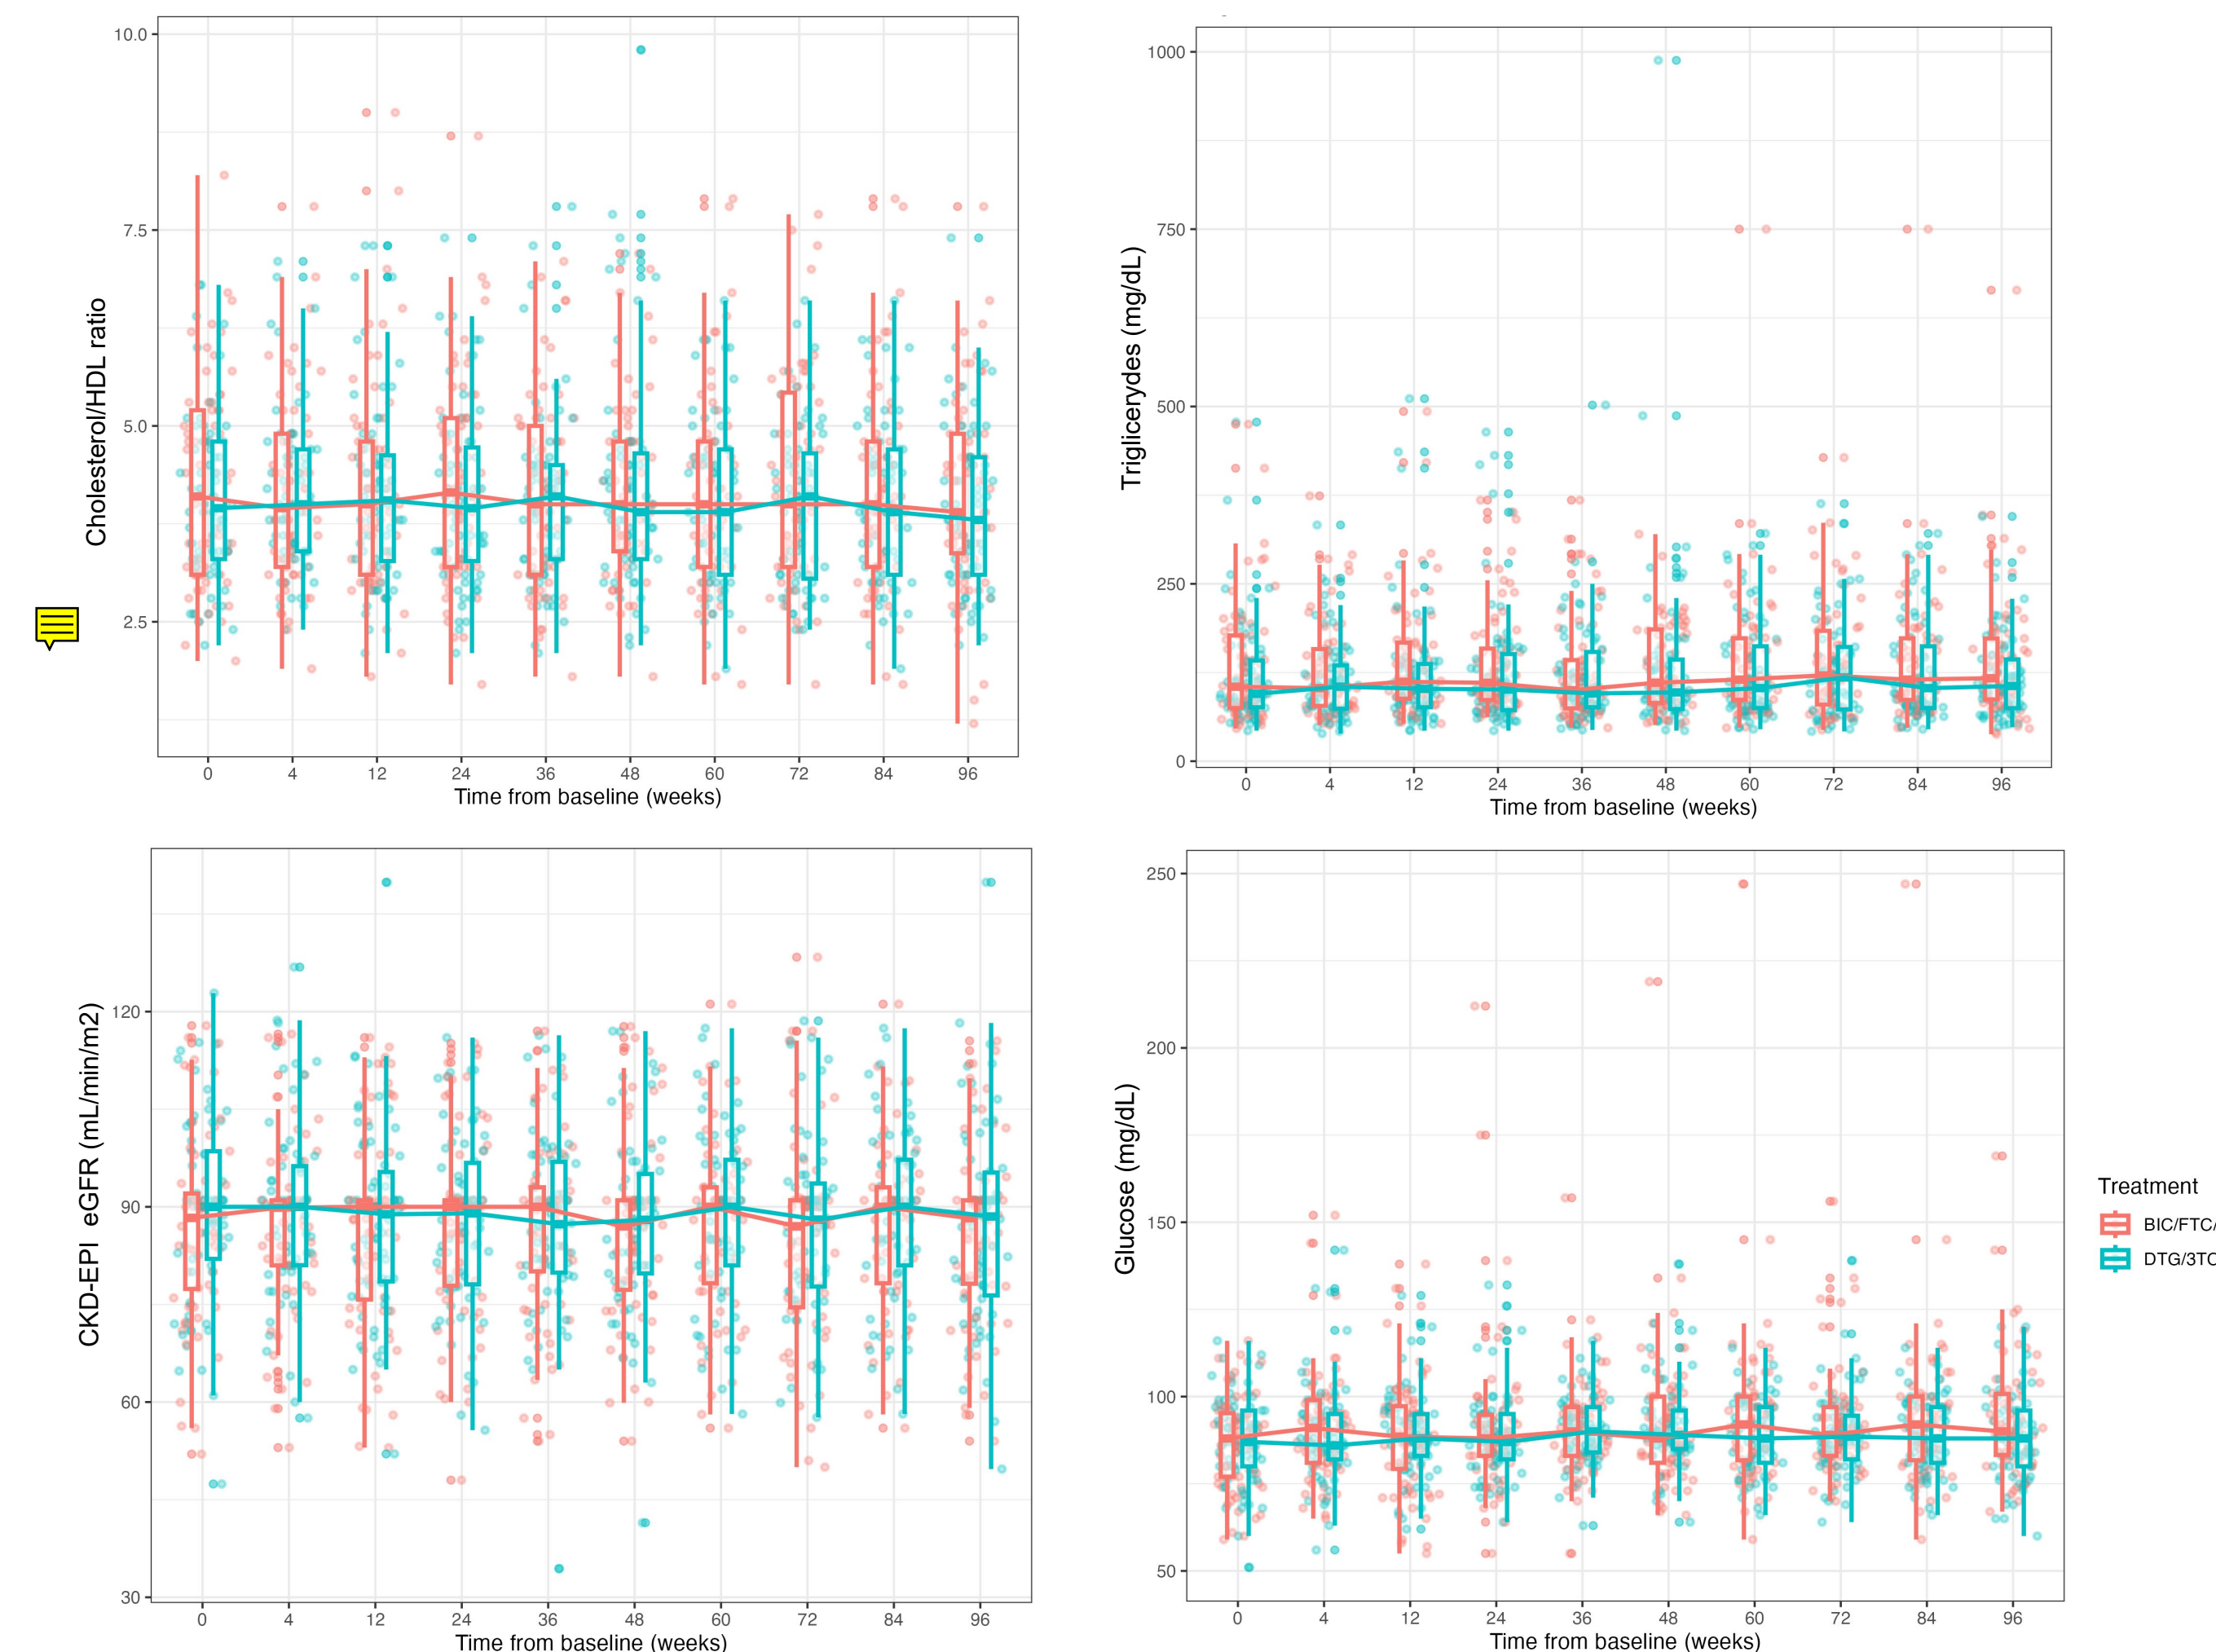 10.0
7.5
5.0
2.5
Cholesterol/HDL ratio
0 4 12 24 36 48 60 72 84 96
Time from baseline (weeks)
1000
750
500
250
0
Triglicerydes (mg/dL)
0 4 12 24 36 48 60 72 84 96
Time from baseline (weeks)
120
90
60
30
CKD-EPI eGFR (mL/min/m2)
0 4 12 24 36 48 60 72 84 96
Time from baseline (weeks)
250
200
150
100
50
Glucose (mg/dL)
0 4 12 24 36 48 60 72 84 96
Time from baseline (weeks)
Treatment
BIC/FTC/
DTG/3TC